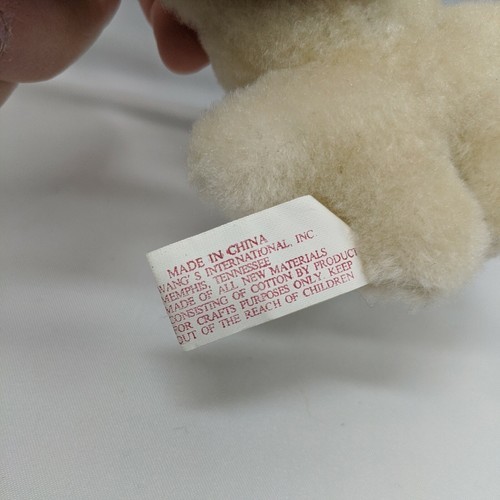 MADE IN CHINA
WANG'S INTERNATIONAL, INC
MEMPHIS, TENNESSEE
MADE OF ALL NEW MATERIALS
CONSISTING OF COTTON BY PRODUCT
FOR CRAFTS PURPOSES ONLY KEEP
OUT OF THE REACH OF CHILDREN